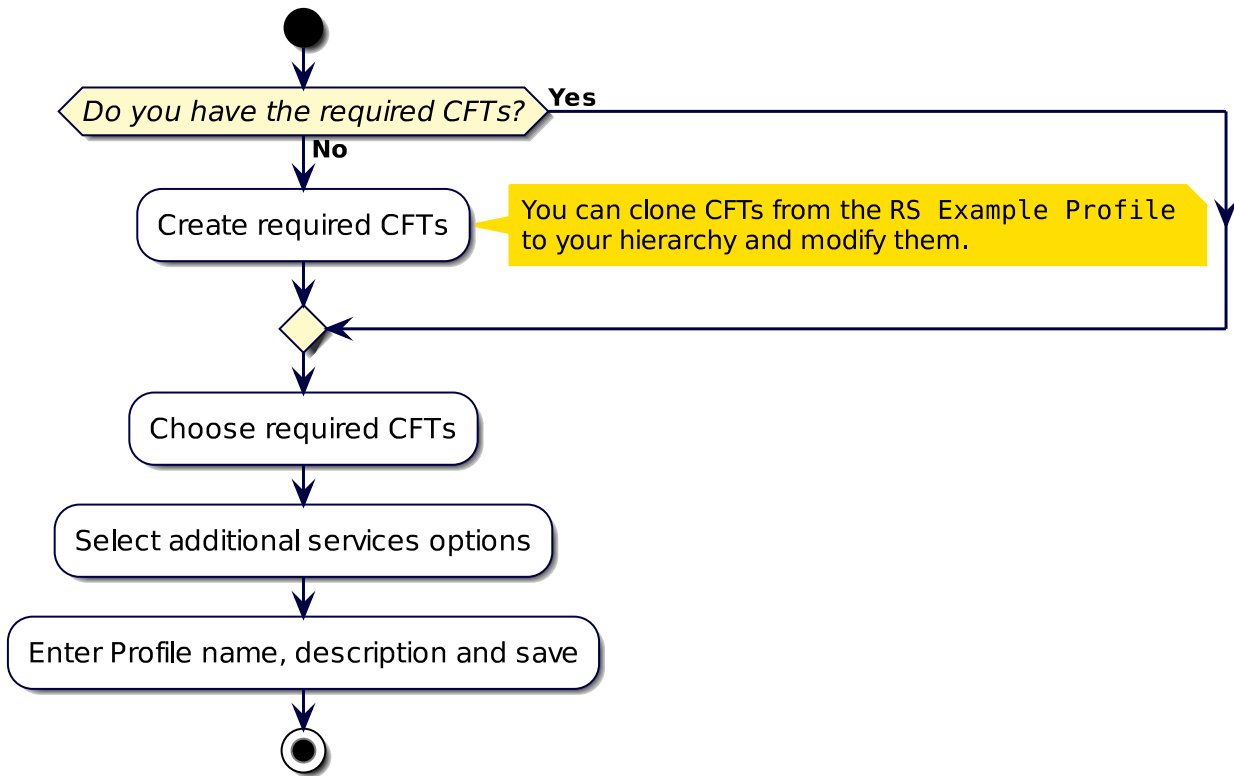 Do you have the required CFTs?
Yes
No
Create required CFTs
You can clone CFTs from the RS Example Profile
to your hierarchy and modify them.
Choose required CFTs
Select additional services options
Enter Profile name, description and save